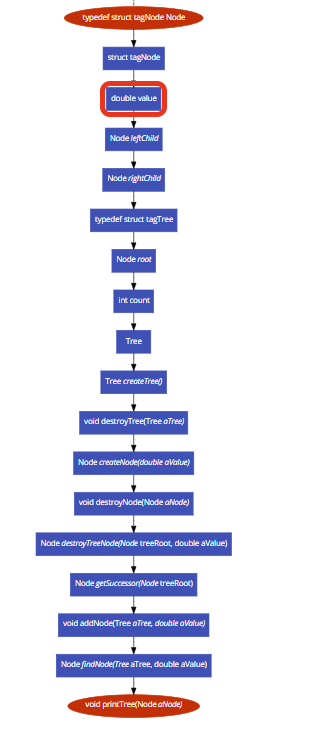 typedef struct tagNode Node
struct tagNode
double value
Node leftChild
Node rightChild
typedef struct tagTree
Node root
int count
Tree
Tree createTree()
void destroyTree(Tree aTree)
Node createNode(double aValue)
void destroyNode(Node aNode)
Node destroyTreeNode(Node treeRoot, double aValue)
Node getSuccessor(Node treeRoot)
void addNode(Tree aTree, double aValue)
Node findNode(Tree aTree, double aValue)
void printTree(Node aNode)